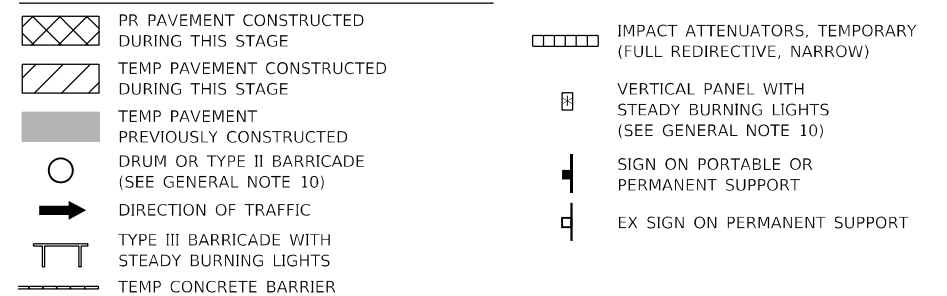 PR PAVEMENT CONSTRUCTED
DURING THIS STAGE
TEMP PAVEMENT CONSTRUCTED
DURING THIS STAGE
TEMP PAVEMENT
PREVIOUSLY CONSTRUCTED
DRUM OR TYPE II BARRICADE
(SEE GENERAL NOTE 10)
DIRECTION OF TRAFFIC
TYPE III BARRICADE WITH
STEADY BURNING LIGHTS
TEMP CONCRETE BARRIER
IMPACT ATTENUATORS, TEMPORARY
(FULL REDIRECTIVE, NARROW)
VERTICAL PANEL WITH
STEADY BURNING LIGHTS
(SEE GENERAL NOTE 10)
SIGN ON PORTABLE OR
PERMANENT SUPPORT
EX SIGN ON PERMANENT SUPPORT